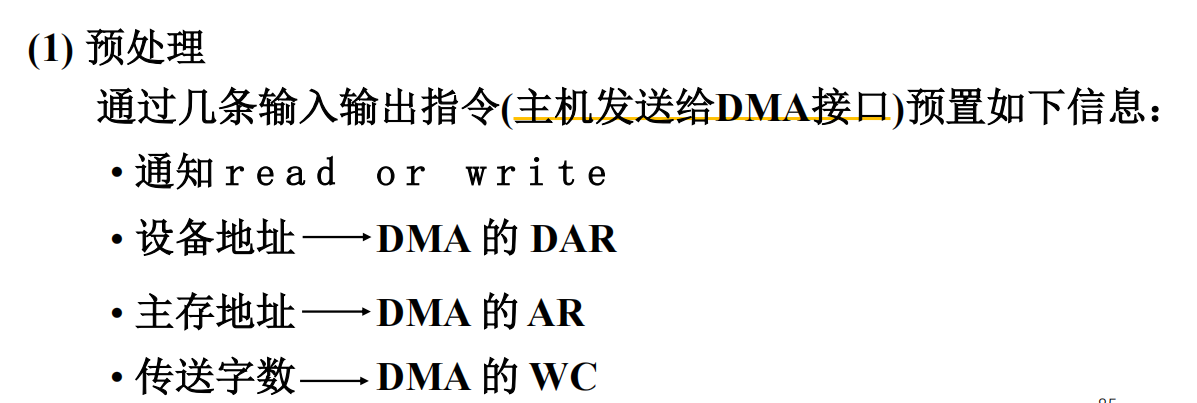 (1) 预处理
通过几条输入输出指令(主机发送给DMA接口)预置如下信息：
• 通知read or write
• 设备地址⟶DMA 的 DAR
• 主存地址⟶DMA 的 AR
• 传送字数⟶DMA 的 WC